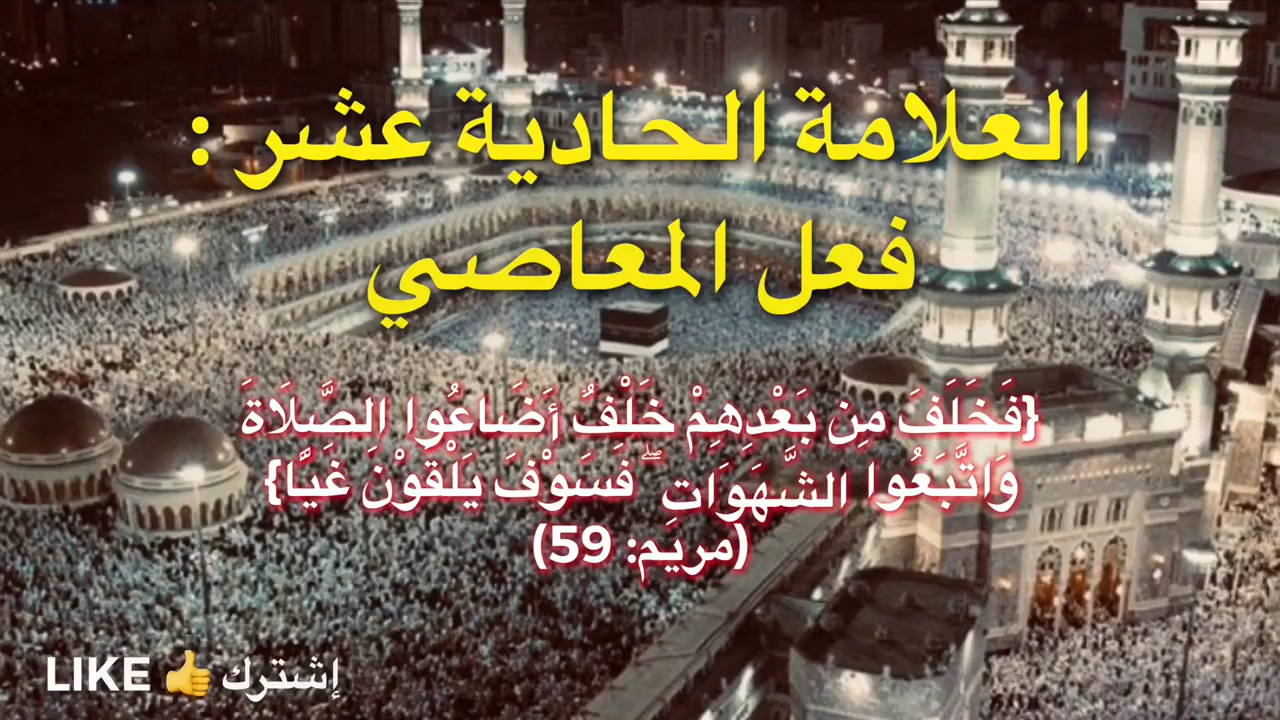 العلامة الحادية عشر :
فعل المعاصي
{فَخَلَفَ مِن بَعْدِهِمْ خَلْفٌ أَضَاعُوا الصَّلَاةَ
وَاتَّبَعُوا الشَّهَوَاتِ ۖ فَسَوْفَ يَلْقَوْنَ غَيًّا}
(مريم: 59)
LIKE 👍 إشترك